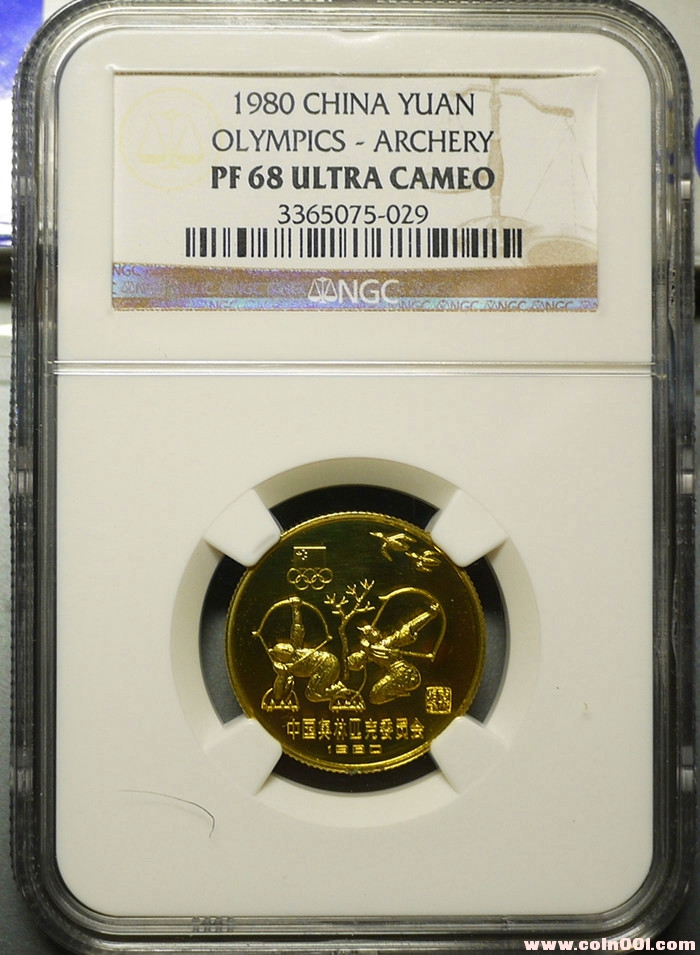 1980 CHINA YUAN
OLYMPICS - ARCHERY
PF 68 ULTRA CAMEO
3365075-029
NGC
中国奥林匹克委员会
1980
www.coin001.com